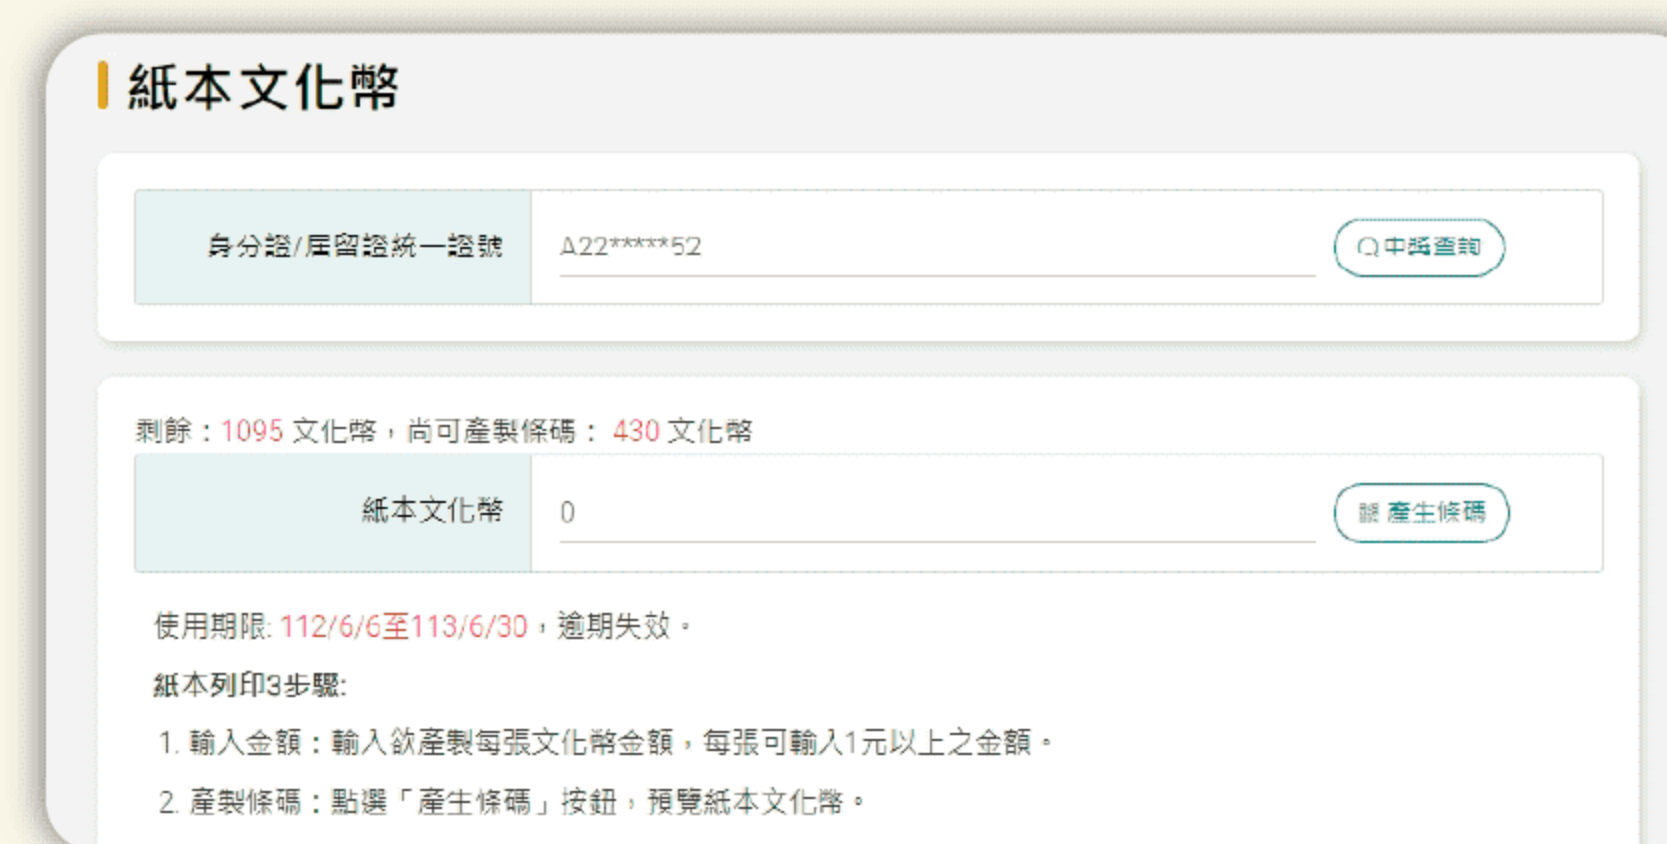 紙本文化幣
身分證/居留證統一證號 A22*****52 中獎查詢
剩餘：1095 文化幣，尚可產製條碼： 430 文化幣
紙本文化幣 0 產生條碼
使用期限: 112/6/6至113/6/30，逾期失效。
紙本列印3步驟:
1. 輸入金額：輸入欲產製每張文化幣金額，每張可輸入1元以上之金額。
2. 產製條碼：點選「產生條碼」按鈕，預覽紙本文化幣。